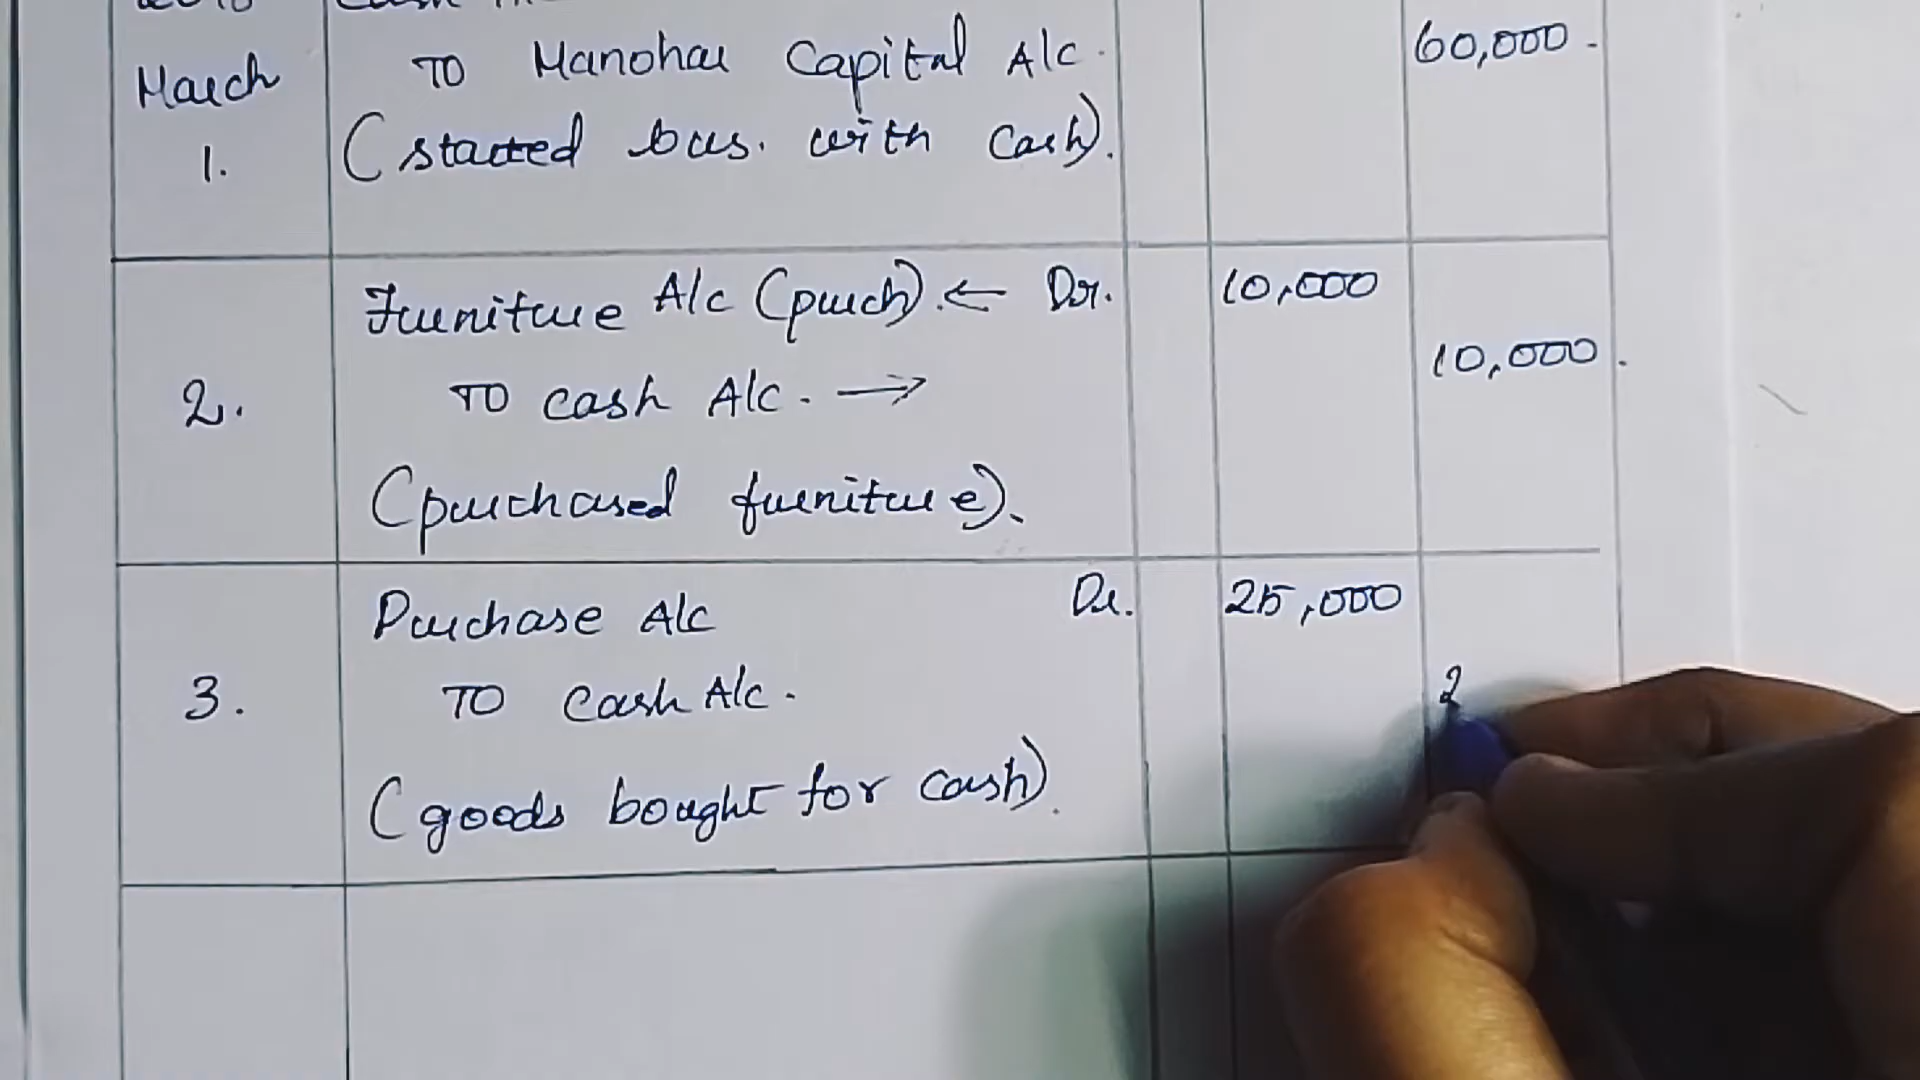 March TO Manohar Capital A/c. 60,000.
1. (started bus. with cash).
Furniture A/c (purch). ← Dr. 10,000
2. TO cash A/c. → 10,000.
(purchased furniture).
Purchase A/c Dr. 25,000
3. TO Cash A/c. 2
(goods bought for cash).